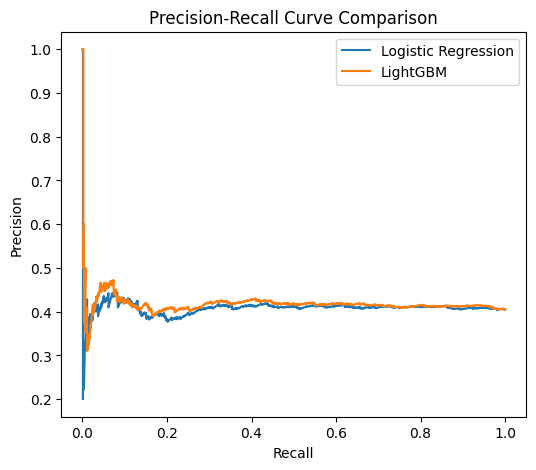 Precision-Recall Curve Comparison
Logistic Regression
LightGBM
Precision
1.0
0.9
0.8
0.7
0.6
0.5
0.4
0.3
0.2
0.0 0.2 0.4 0.6 0.8 1.0
Recall